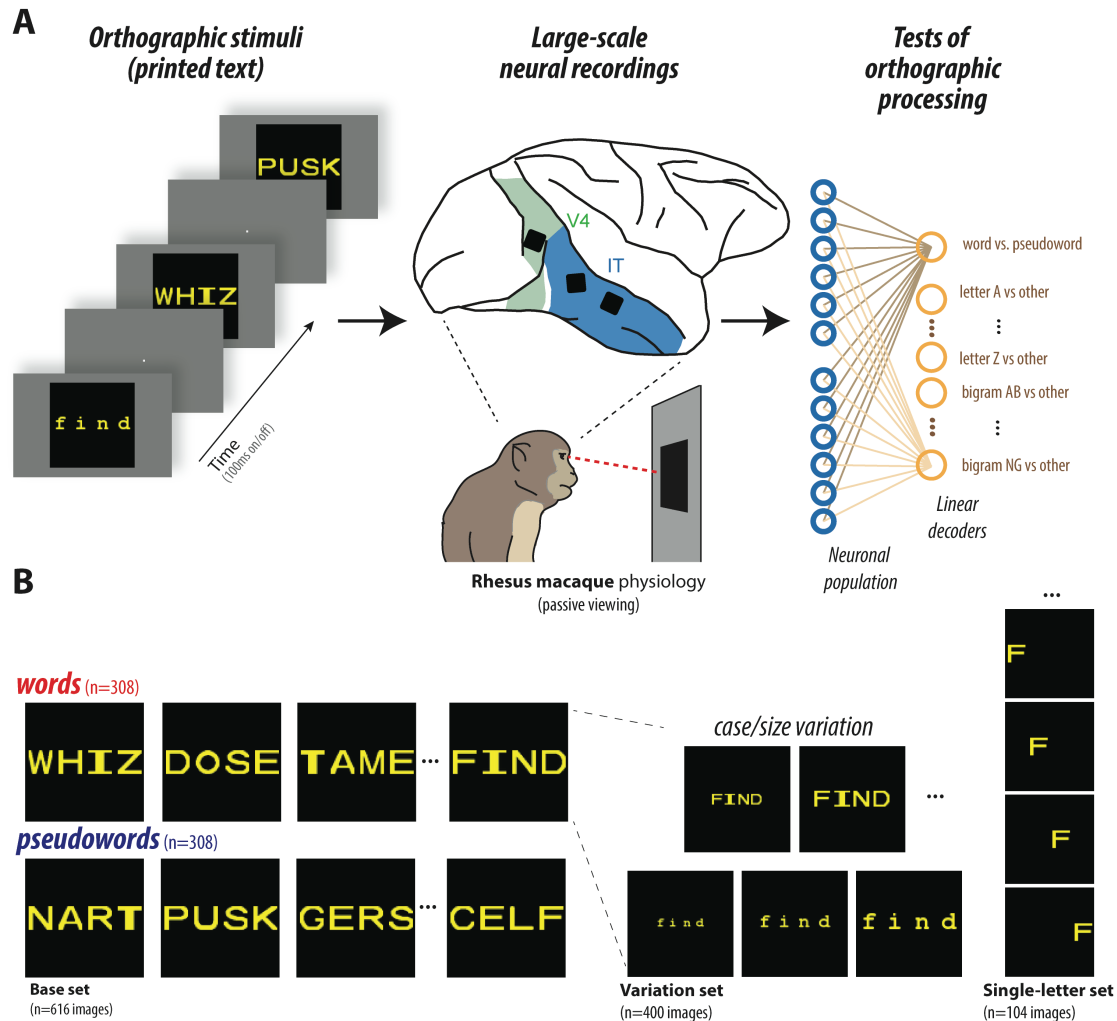 A
Orthographic stimuli
(printed text)
Large-scale
neural recordings
Tests of
orthographic
processing
PUSK
WHIZ
find
Time
(100ms on/off)
V4
IT
Rhesus macaque physiology
(passive viewing)
word vs. pseudoword
letter A vs other
...
letter Z vs other
bigram AB vs other
...
bigram NG vs other
Linear
decoders
Neuronal
population
B
words (n=308)
WHIZ DOSE TAME ... FIND
pseudowords (n=308)
NART PUSK GERS ... CELF
Base set
(n=616 images)
case/size variation
FIND FIND ...
find find find
Variation set
(n=400 images)
...
F
F
F
F
Single-letter set
(n=104 images)